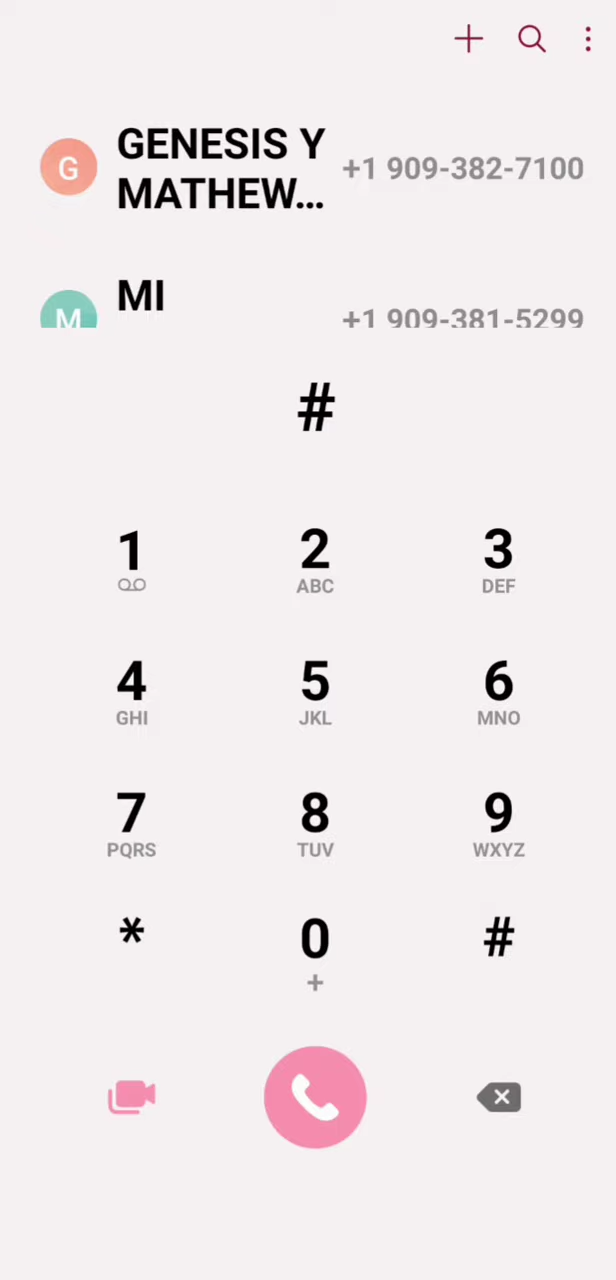 G
GENESIS Y
MATHEW...
+1 909-382-7100
M
MI
+1 909-381-5299
#
1
2
ABC
3
DEF
4
GHI
5
JKL
6
MNO
7
PQRS
8
TUV
9
WXYZ
*
0
+
#